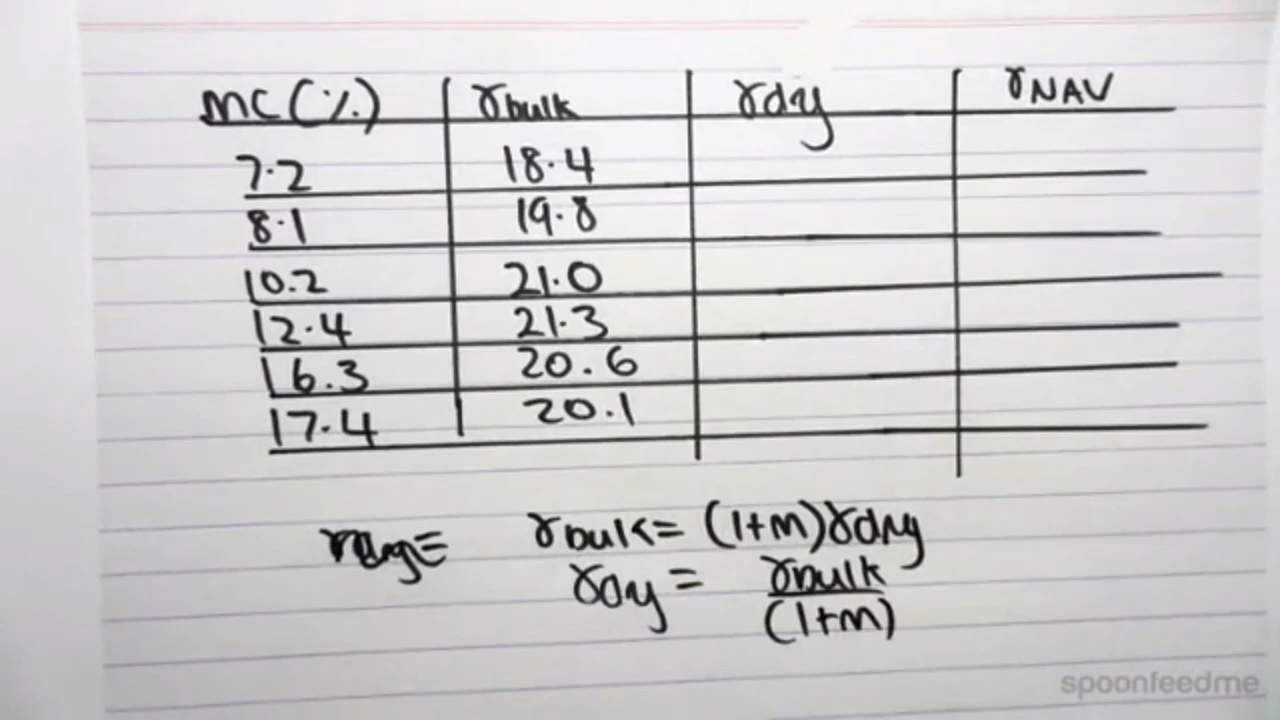 MC(%) γbulk γdry γNAV
7.2 18.4
8.1 19.8
10.2 21.0
12.4 21.3
16.3 20.6
17.4 20.1
γbulk= (1+m)γdry
γdry = γbulk
(1+m)
spoonfeedme